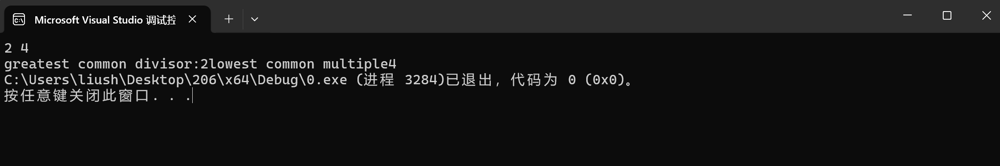 Microsoft Visual Studio 调试控
2 4
greatest common divisor:2lowest common multiple4
C:\Users\liush\Desktop\206\x64\Debug\0.exe (进程 3284)已退出，代码为 0 (0x0)。
按任意键关闭此窗口. . .